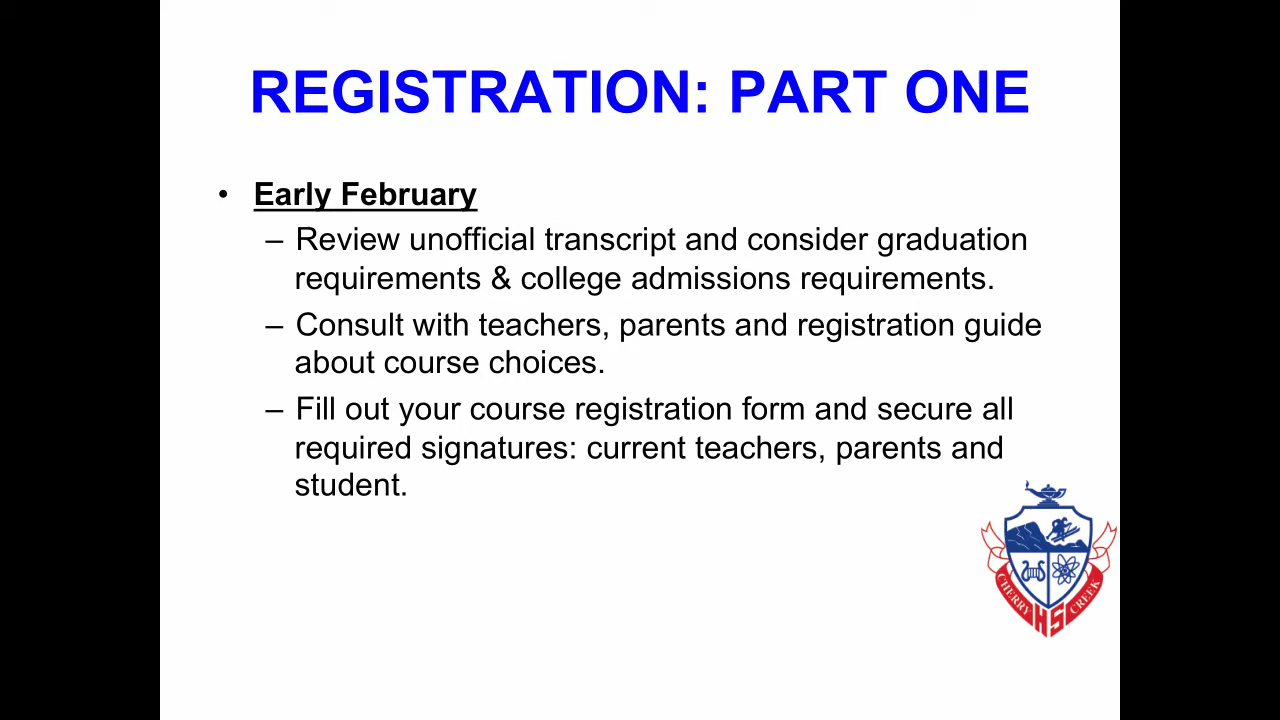 REGISTRATION: PART ONE
• Early February
– Review unofficial transcript and consider graduation
requirements & college admissions requirements.
– Consult with teachers, parents and registration guide
about course choices.
– Fill out your course registration form and secure all
required signatures: current teachers, parents and
student.
CHERRY CREEK
HS